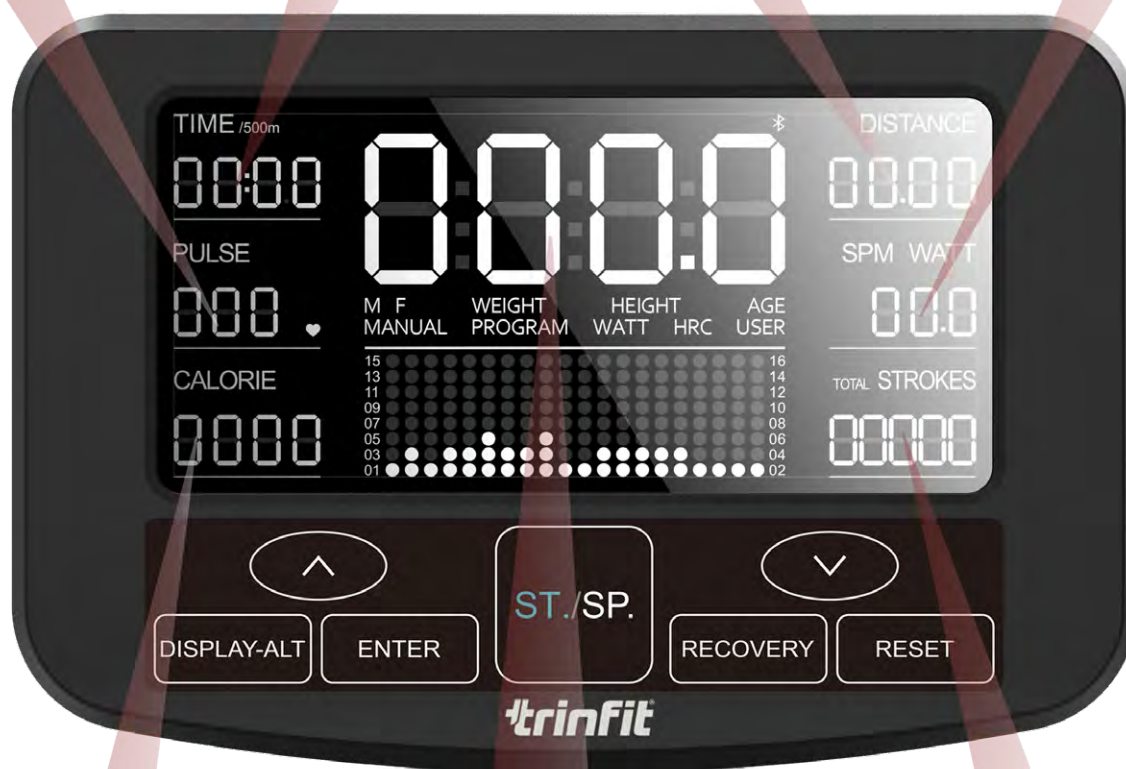 TIME /500m
00:00
PULSE
000
CALORIE
0000
000.0
M F WEIGHT HEIGHT AGE
MANUAL PROGRAM WATT HRC USER
15 16
13 14
11 12
09 10
07 08
05 06
03 04
01 02
DISTANCE
00.00
SPM WATT
00.0
TOTAL STROKES
00000
ST./SP.
DISPLAY-ALT ENTER RECOVERY RESET
trinfit